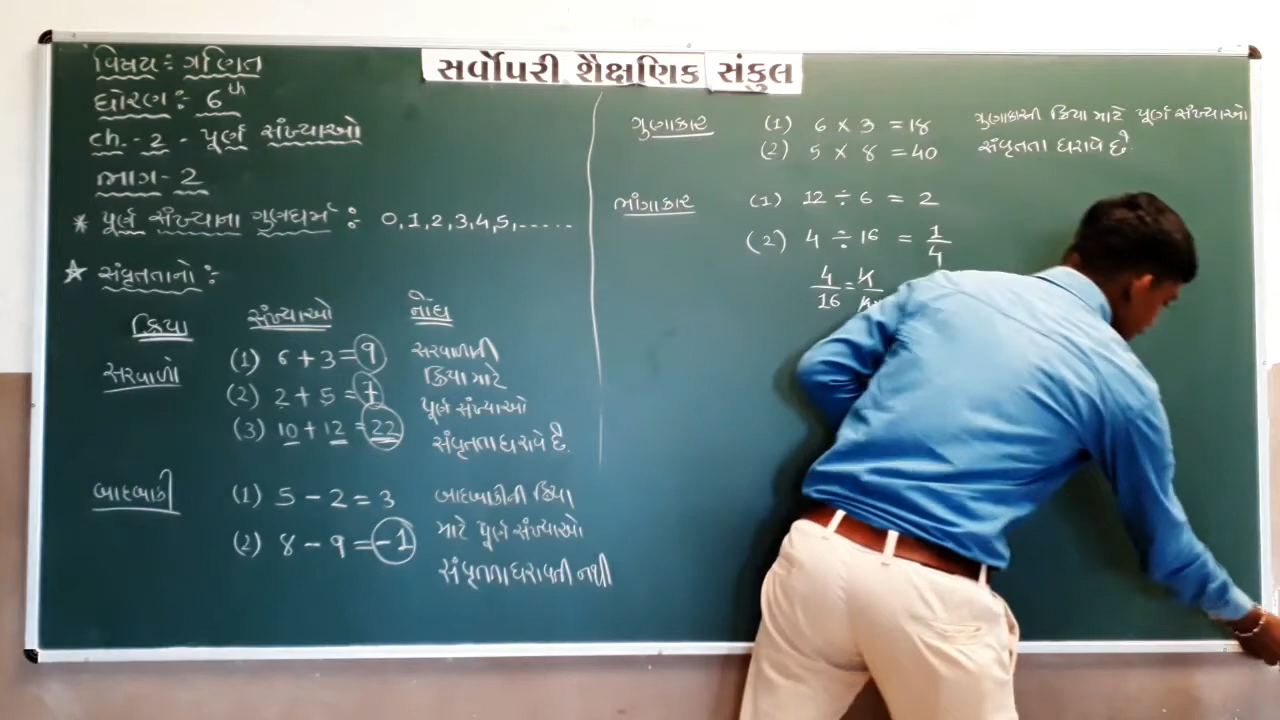 સર્વોપરી શૈક્ષણિક સંકુલ
વિષય : ગણિત
ધોરણ : 6th
ch. - 2 - પૂર્ણ સંખ્યાઓ
ભાગ - 2
* પૂર્ણ સંખ્યાના ગુણધર્મ : 0,1,2,3,4,5,......
☆ સંવૃતતાનો :
ક્રિયા સંખ્યાઓ નોંધ
સરવાળો (1) 6 + 3 = 9 સરવાળાની
(2) 2 + 5 = 7 ક્રિયા માટે
પૂર્ણ સંખ્યાઓ
(3) 10 + 12 = 22 સંવૃતતા ધરાવે છે.
બાદબાકી (1) 5 - 2 = 3 બાદબાકીની ક્રિયા
(2) 8 - 9 = -1 માટે પૂર્ણ સંખ્યાઓ
સંવૃતતા ધરાવતી નથી
ગુણાકાર (1) 6 × 3 = 18 ગુણાકારની ક્રિયા માટે પૂર્ણ સંખ્યાઓ
(2) 5 × 8 = 40 સંવૃતતા ધરાવે છે.
ભાંગાકાર (1) 12 ÷ 6 = 2
(2) 4 ÷ 16 = 1/4
4/16 = 4/